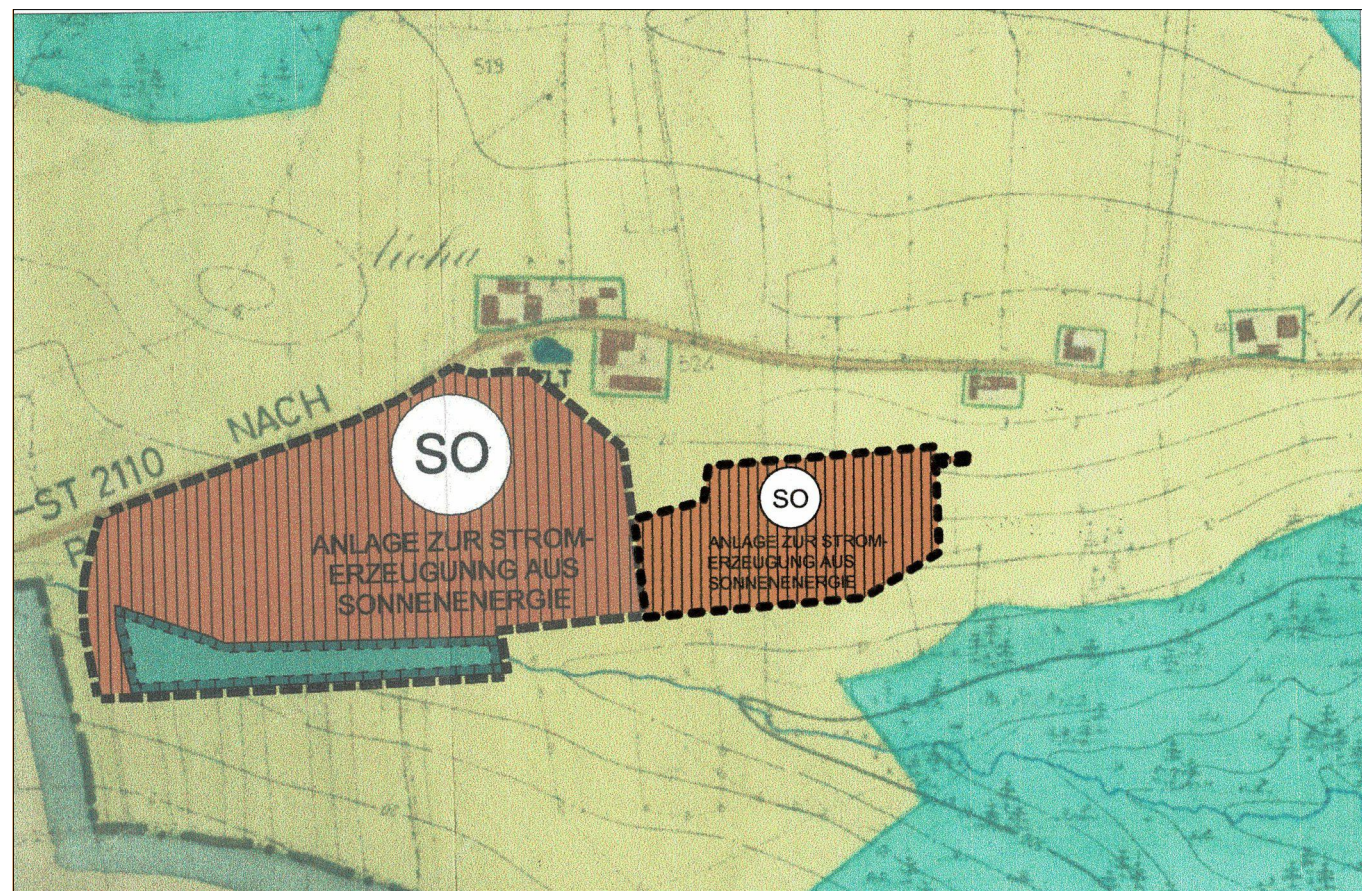 519
Aicha
524
NACH
-ST 2110
SO
ANLAGE ZUR STROM-
ERZEUGUNNG AUS
SONNENENERGIE
SO
ANLAGE ZUR STROM-
ERZEUGUNG AUS
SONNENENERGIE